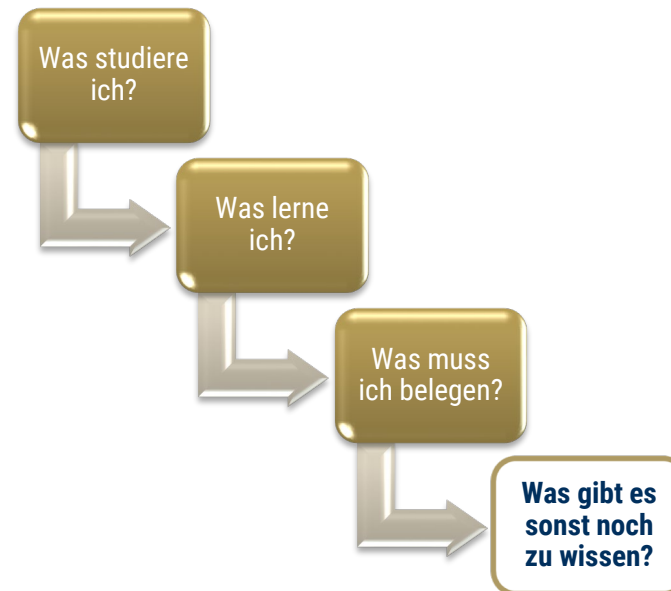 Was studiere
ich?
Was lerne
ich?
Was muss
ich belegen?
Was gibt es
sonst noch
zu wissen?